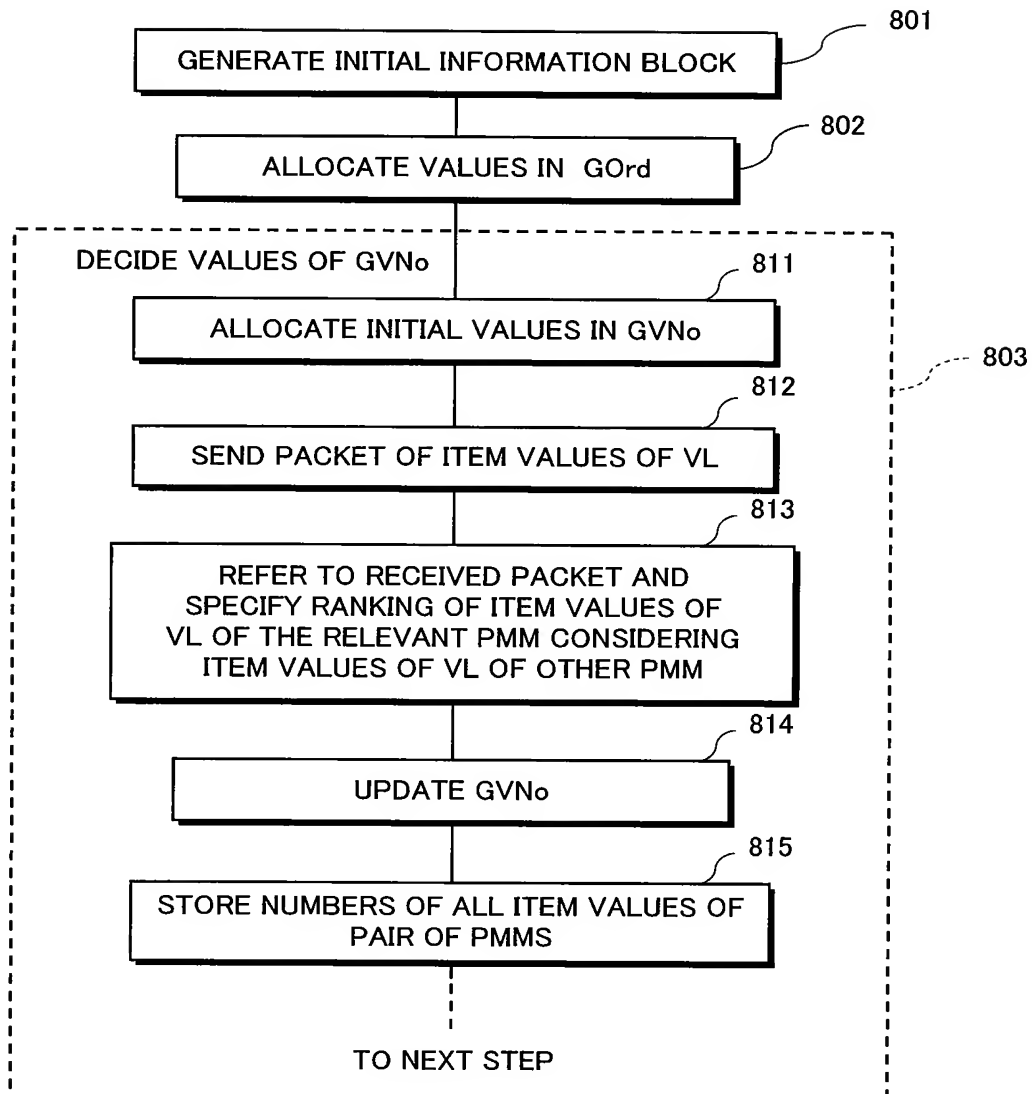 801
GENERATE INITIAL INFORMATION BLOCK
802
ALLOCATE VALUES IN GOrd
DECIDE VALUES OF GVNo
811
ALLOCATE INITIAL VALUES IN GVNo
803
812
SEND PACKET OF ITEM VALUES OF VL
813
REFER TO RECEIVED PACKET AND
SPECIFY RANKING OF ITEM VALUES OF
VL OF THE RELEVANT PMM CONSIDERING
ITEM VALUES OF VL OF OTHER PMM
814
UPDATE GVNo
815
STORE NUMBERS OF ALL ITEM VALUES OF
PAIR OF PMMS
TO NEXT STEP